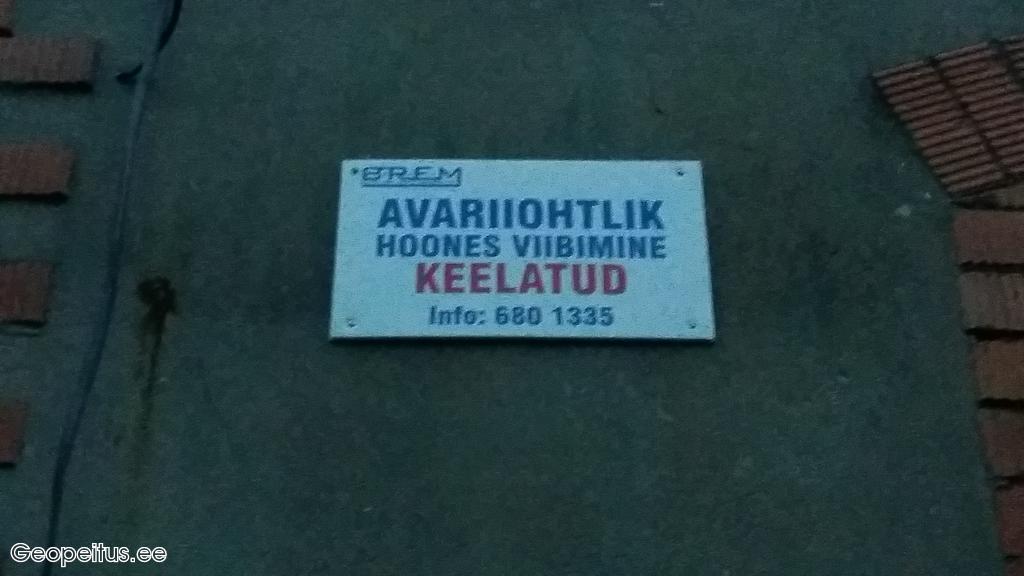 BREM
AVARIIOHTLIK
HOONES VIIBIMINE
KEELATUD
Info: 680 1335
Geopeitus.ee